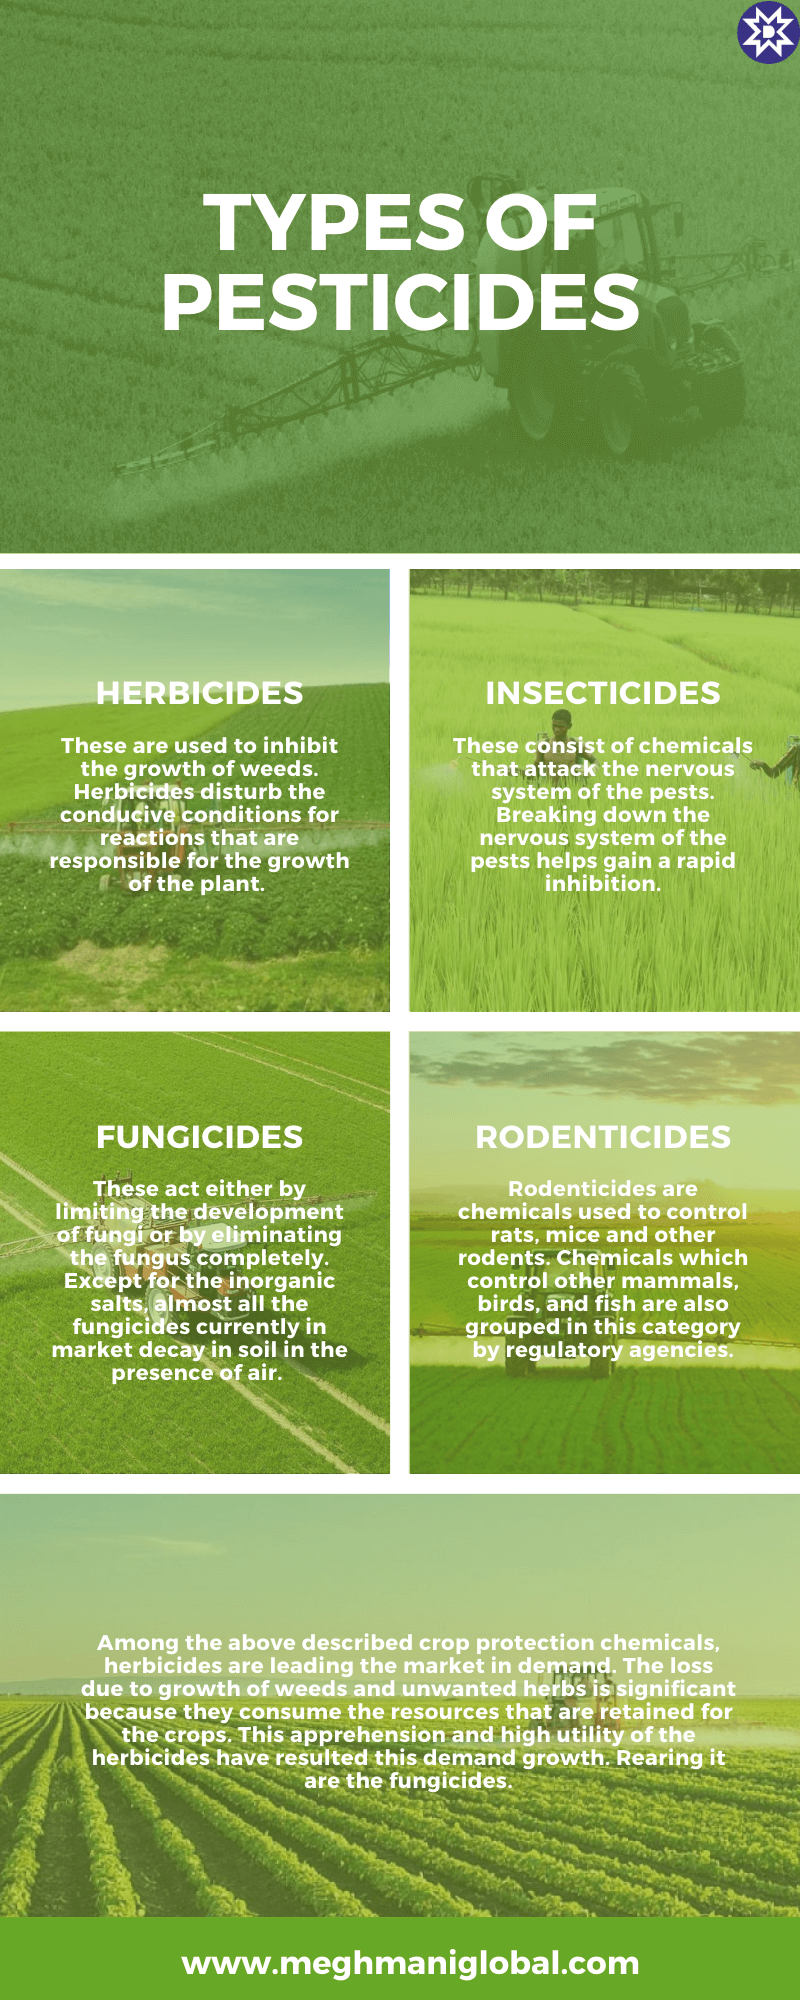 TYPES OF
PESTICIDES
HERBICIDES
These are used to inhibit
the growth of weeds.
Herbicides disturb the
conducive conditions for
reactions that are
responsible for the growth
of the plant.
INSECTICIDES
These consist of chemicals
that attack the nervous
system of the pests.
Breaking down the
nervous system of the
pests helps gain a rapid
inhibition.
FUNGICIDES
These act either by
limiting the development
of fungi or by eliminating
the fungus completely.
Except for the inorganic
salts, almost all the
fungicides currently in
market decay in soil in the
presence of air.
RODENTICIDES
Rodenticides are
chemicals used to control
rats, mice and other
rodents. Chemicals which
control other mammals,
birds, and fish are also
grouped in this category
by regulatory agencies.
Among the above described crop protection chemicals,
herbicides are leading the market in demand. The loss
due to growth of weeds and unwanted herbs is significant
because they consume the resources that are retained for
the crops. This apprehension and high utility of the
herbicides have resulted this demand growth. Rearing it
are the fungicides.
www.meghmaniglobal.com